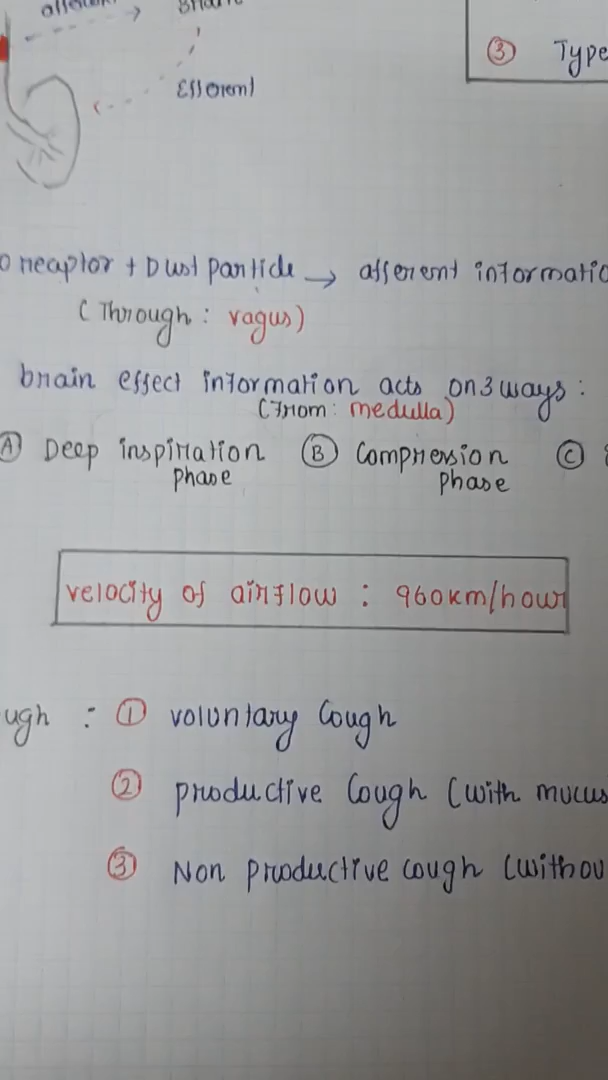 ③ Type
Efferent
oreaptor + Dust particle → afferent informatio
(Through : vagus)
brain effect information acts on 3 ways :
(From : medulla)
Ⓐ Deep inspiration phase Ⓑ Compression phase Ⓒ
velocity of airflow : 960km/hour
ugh : ① voluntary Cough
② productive Cough (with mucus
③ Non productive cough (withou